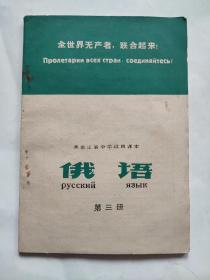 全世界无产者，联合起来！
Пролетарии всех стран, соединяйтесь!
黑龙江省中学试用课本
俄语
русский язык
第三册